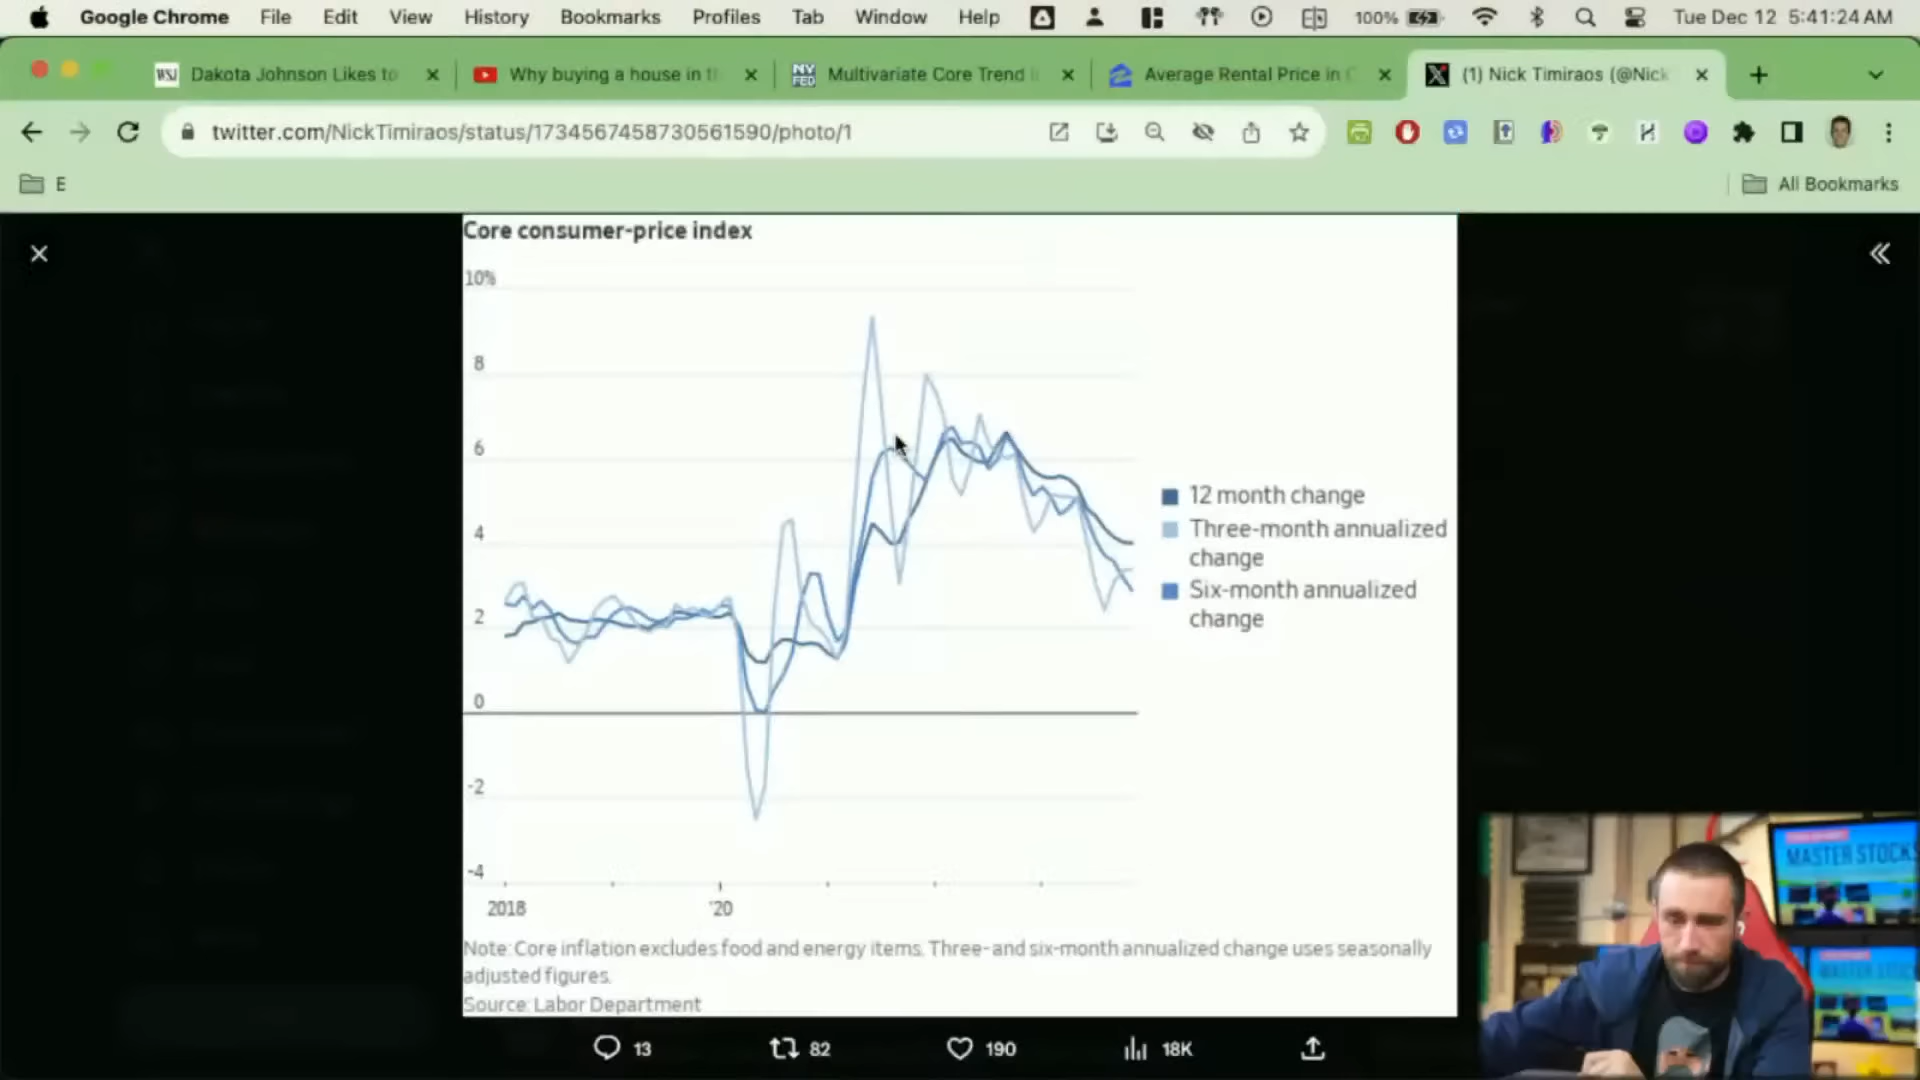 Google Chrome File Edit View History Bookmarks Profiles Tab Window Help 100% Tue Dec 12 5:41:24 AM
WSJ Dakota Johnson Likes to
Why buying a house in t
NY FED Multivariate Core Trend
Average Rental Price in
(1) Nick Timiraos (@Nick
twitter.com/NickTimiraos/status/1734567458730561590/photo/1
E
All Bookmarks
Core consumer-price index
10%
8
6
4
2
0
-2
-4
2018
'20
12 month change
Three-month annualized
change
Six-month annualized
change
Note: Core inflation excludes food and energy items. Three- and six-month annualized change uses seasonally
adjusted figures.
Source: Labor Department
13
82
190
18K
MASTER STOCKS
MASTER STOCK